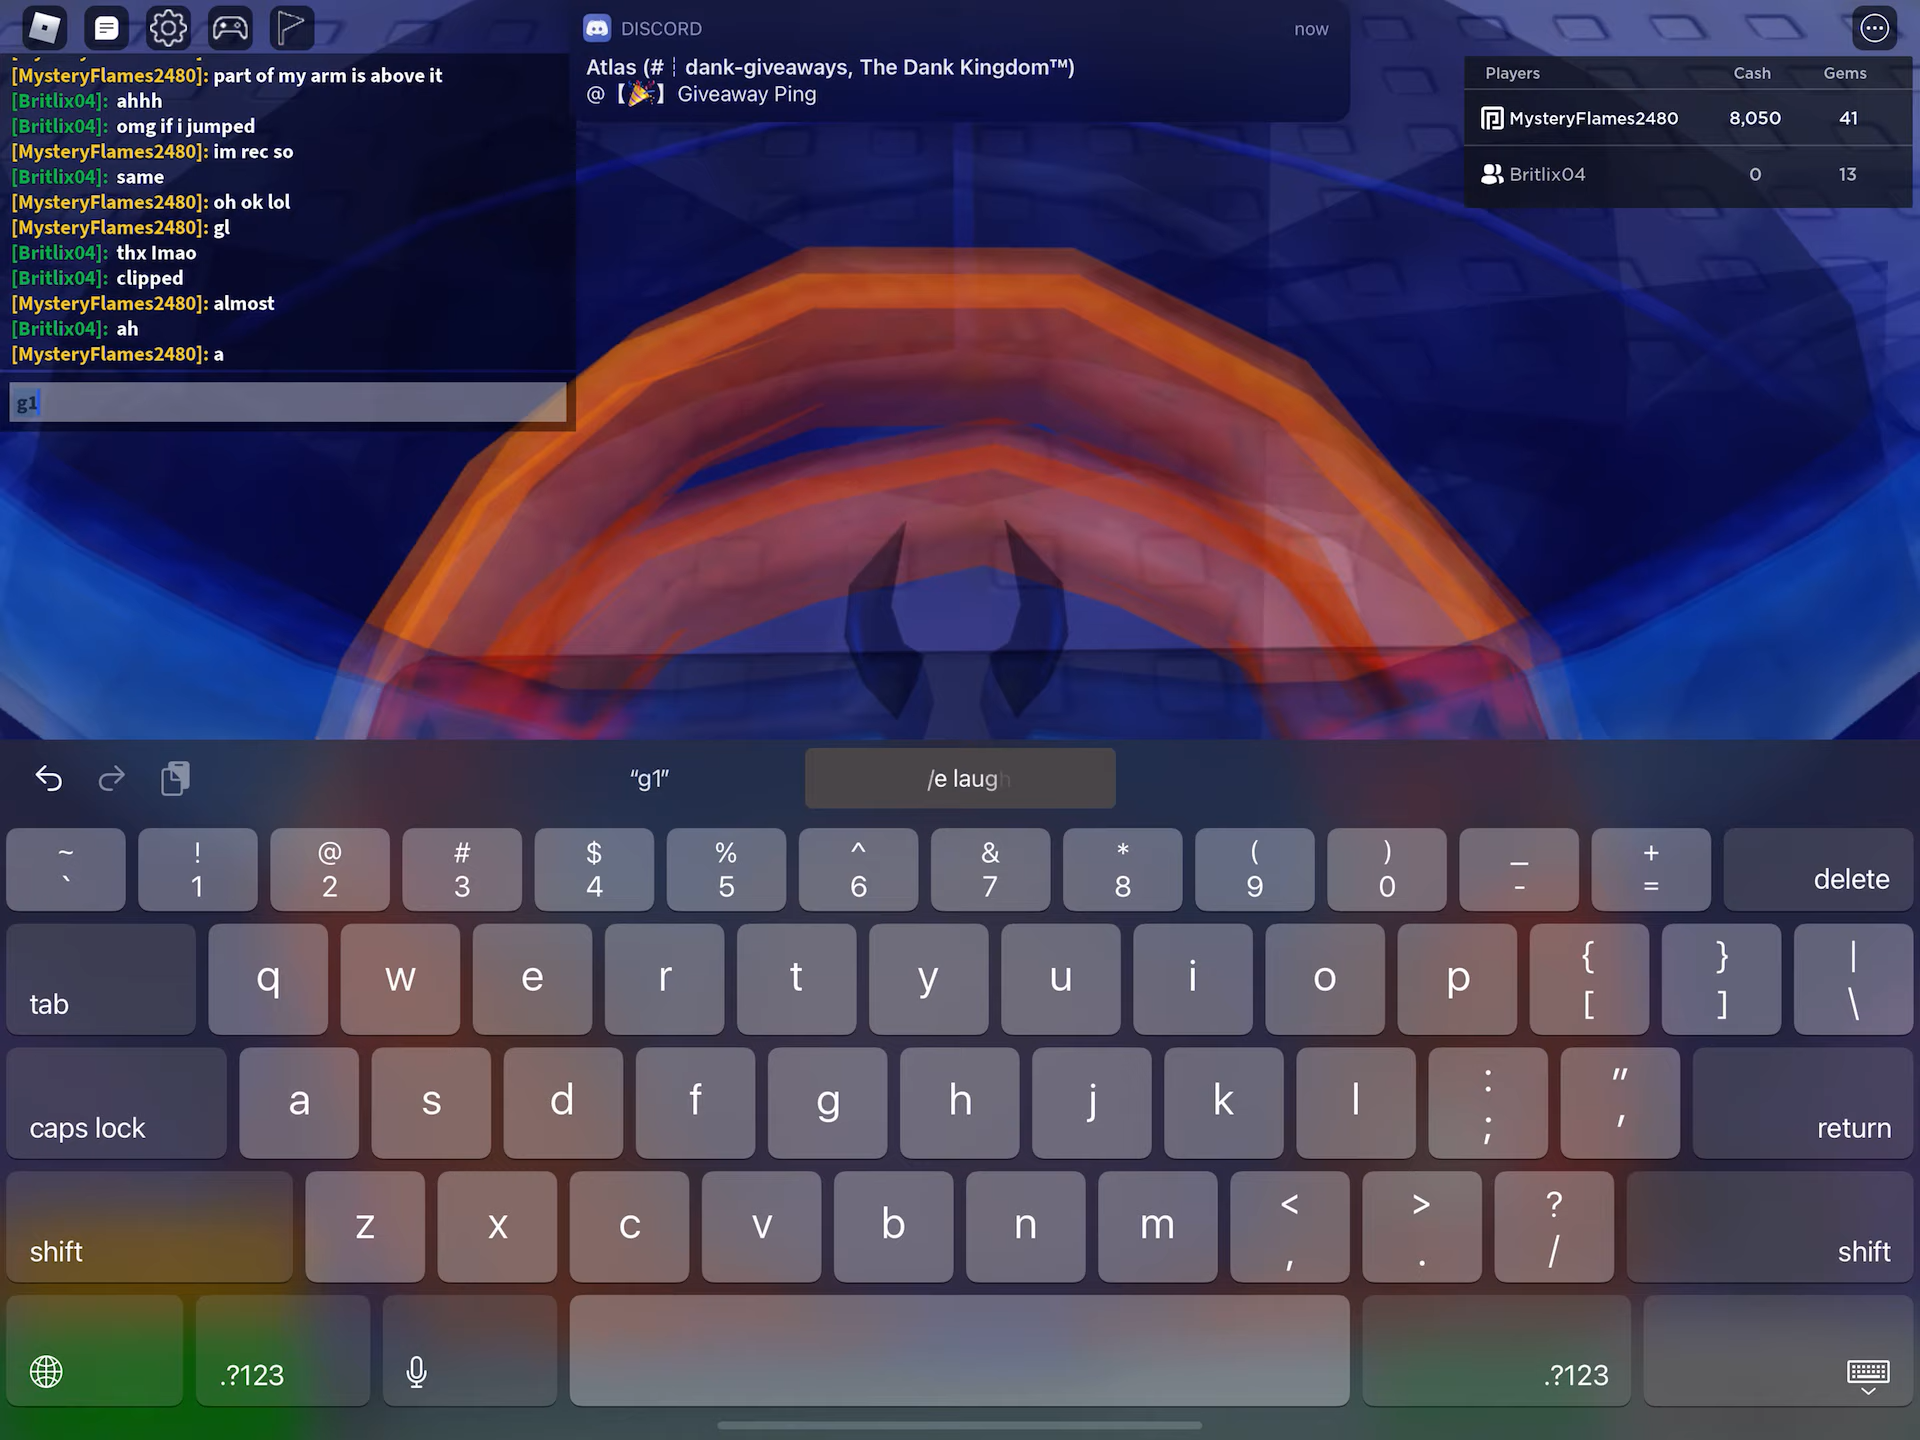 DISCORD now
Atlas (# ¦ dank-giveaways, The Dank Kingdom™)
@【🎉】 Giveaway Ping
[MysteryFlames2480]: part of my arm is above it
[Britlix04]: ahhh
[Britlix04]: omg if i jumped
[MysteryFlames2480]: im rec so
[Britlix04]: same
[MysteryFlames2480]: oh ok lol
[MysteryFlames2480]: gl
[Britlix04]: thx lmao
[Britlix04]: clipped
[MysteryFlames2480]: almost
[Britlix04]: ah
[MysteryFlames2480]: a
g1
Players Cash Gems
MysteryFlames2480 8,050 41
Britlix04 0 13
“g1” /e laugh
~ ! @ # $ % ^ & * ( ) _ +
` 1 2 3 4 5 6 7 8 9 0 - = delete
tab q w e r t y u i o p { [ } ] | \
caps lock a s d f g h j k l : ; " ' return
shift z x c v b n m < , > . ? / shift
.?123 .?123